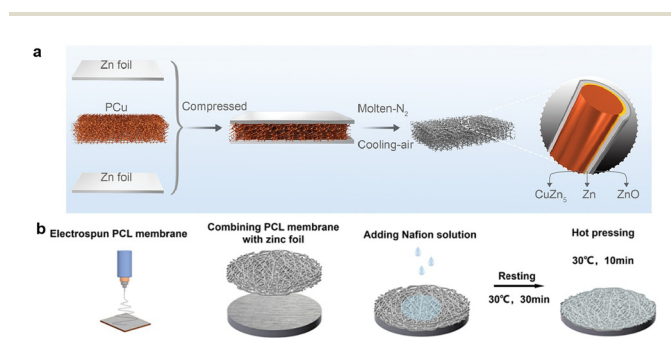 a
Zn foil
PCu
Zn foil
Compressed
Molten-N₂
Cooling-air
CuZn₅
Zn
ZnO
b
Electrospun PCL membrane
Combining PCL membrane
with zinc foil
Adding Nafion solution
Resting
30℃, 30min
Hot pressing
30℃, 10min